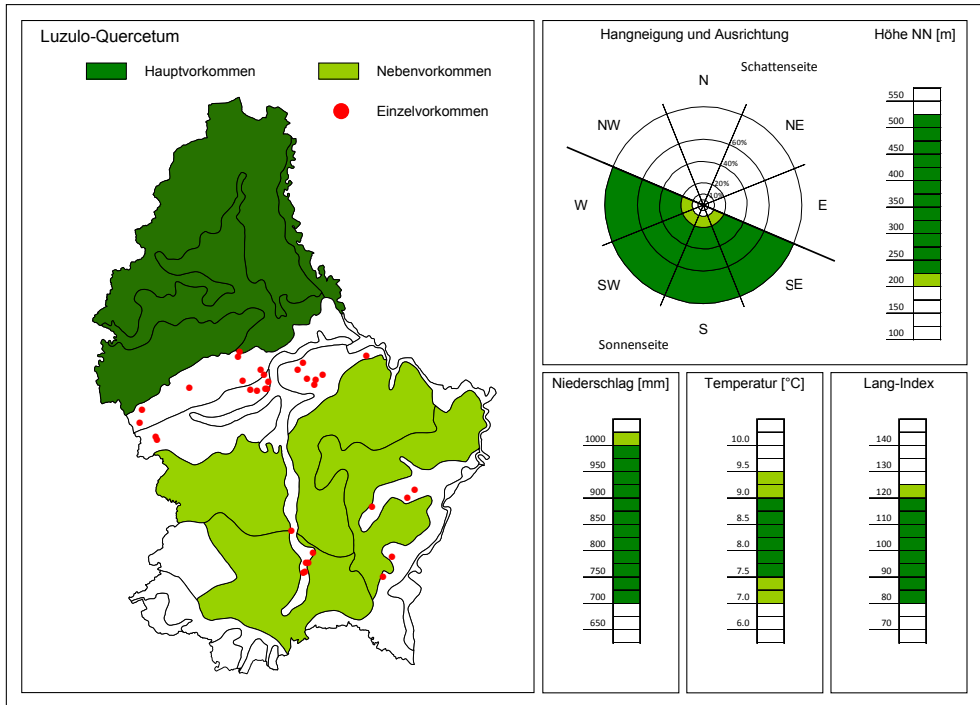 Luzulo-Quercetum
Hauptvorkommen
Nebenvorkommen
Einzelvorkommen
Hangneigung und Ausrichtung
Schattenseite
N
NW
NE
60%
40%
20%
10%
W
E
SW
SE
S
Sonnenseite
Höhe NN [m]
550
500
450
400
350
300
250
200
150
100
Niederschlag [mm]
1000
950
900
850
800
750
700
650
Temperatur [°C]
10.0
9.5
9.0
8.5
8.0
7.5
7.0
6.0
Lang-Index
140
130
120
110
100
90
80
70